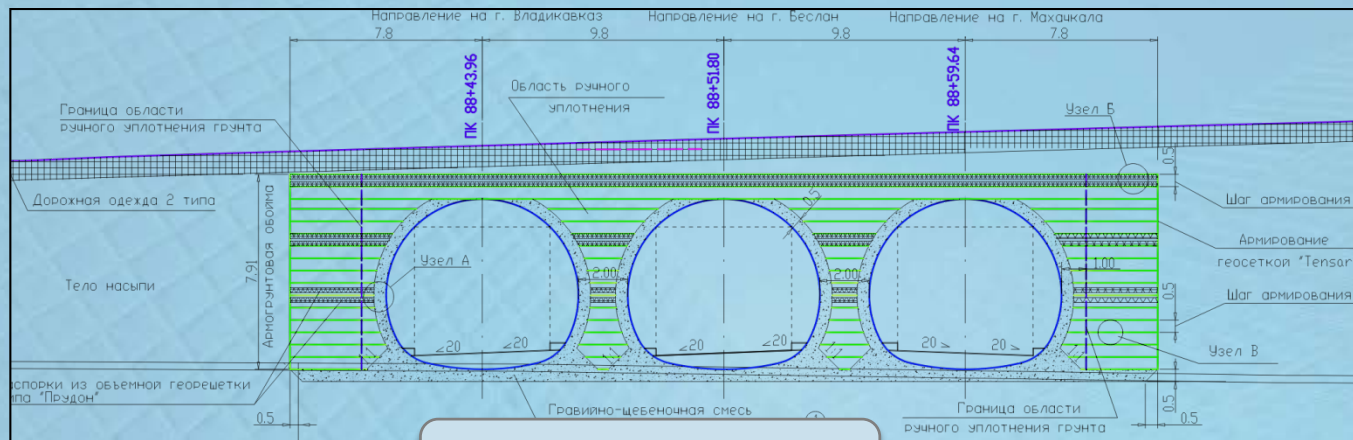 Направление на г. Владикавказ
Направление на г. Беслан
Направление на г. Махачкала
7.8
9.8
9.8
7.8
ПК 88+43.96
ПК 88+51.80
ПК 88+59.64
Область ручного
уплотнения
Граница области
ручного уплотнения грунта
Узел Б
0.5
Дорожная одежда 2 типа
Шаг армирования
Армогрунтовая обойма
7.91
0.5
Армирование
геосеткой "Tensar
Узел А
2.00
2.00
1.00
Тело насыпи
Шаг армирования
0.5
∠20
∠20
∠20
∠20
20
20
Узел В
из объемной георешетки
"Прудон"
Гравийно-щебеночная смесь
Граница области
ручного уплотнения грунта
0.5
0.5
0.5